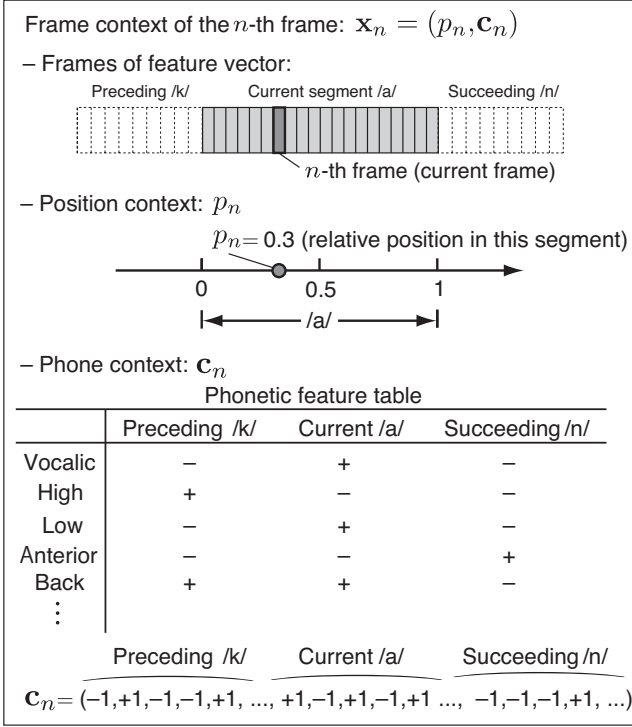 Frame context of the n-th frame: xₙ = (pₙ,cₙ)
– Frames of feature vector:
Preceding /k/ Current segment /a/ Succeeding /n/
n-th frame (current frame)
– Position context: pₙ
pₙ= 0.3 (relative position in this segment)
0 0.5 1
/a/
– Phone context: cₙ
Phonetic feature table
Preceding /k/ Current /a/ Succeeding /n/
Vocalic – + –
High + – –
Low – + –
Anterior – – +
Back + + –
⋮
Preceding /k/ Current /a/ Succeeding /n/
cₙ= (–1,+1,–1,–1,+1, ..., +1,–1,+1,–1,+1 ..., –1,–1,–1,+1, ...)